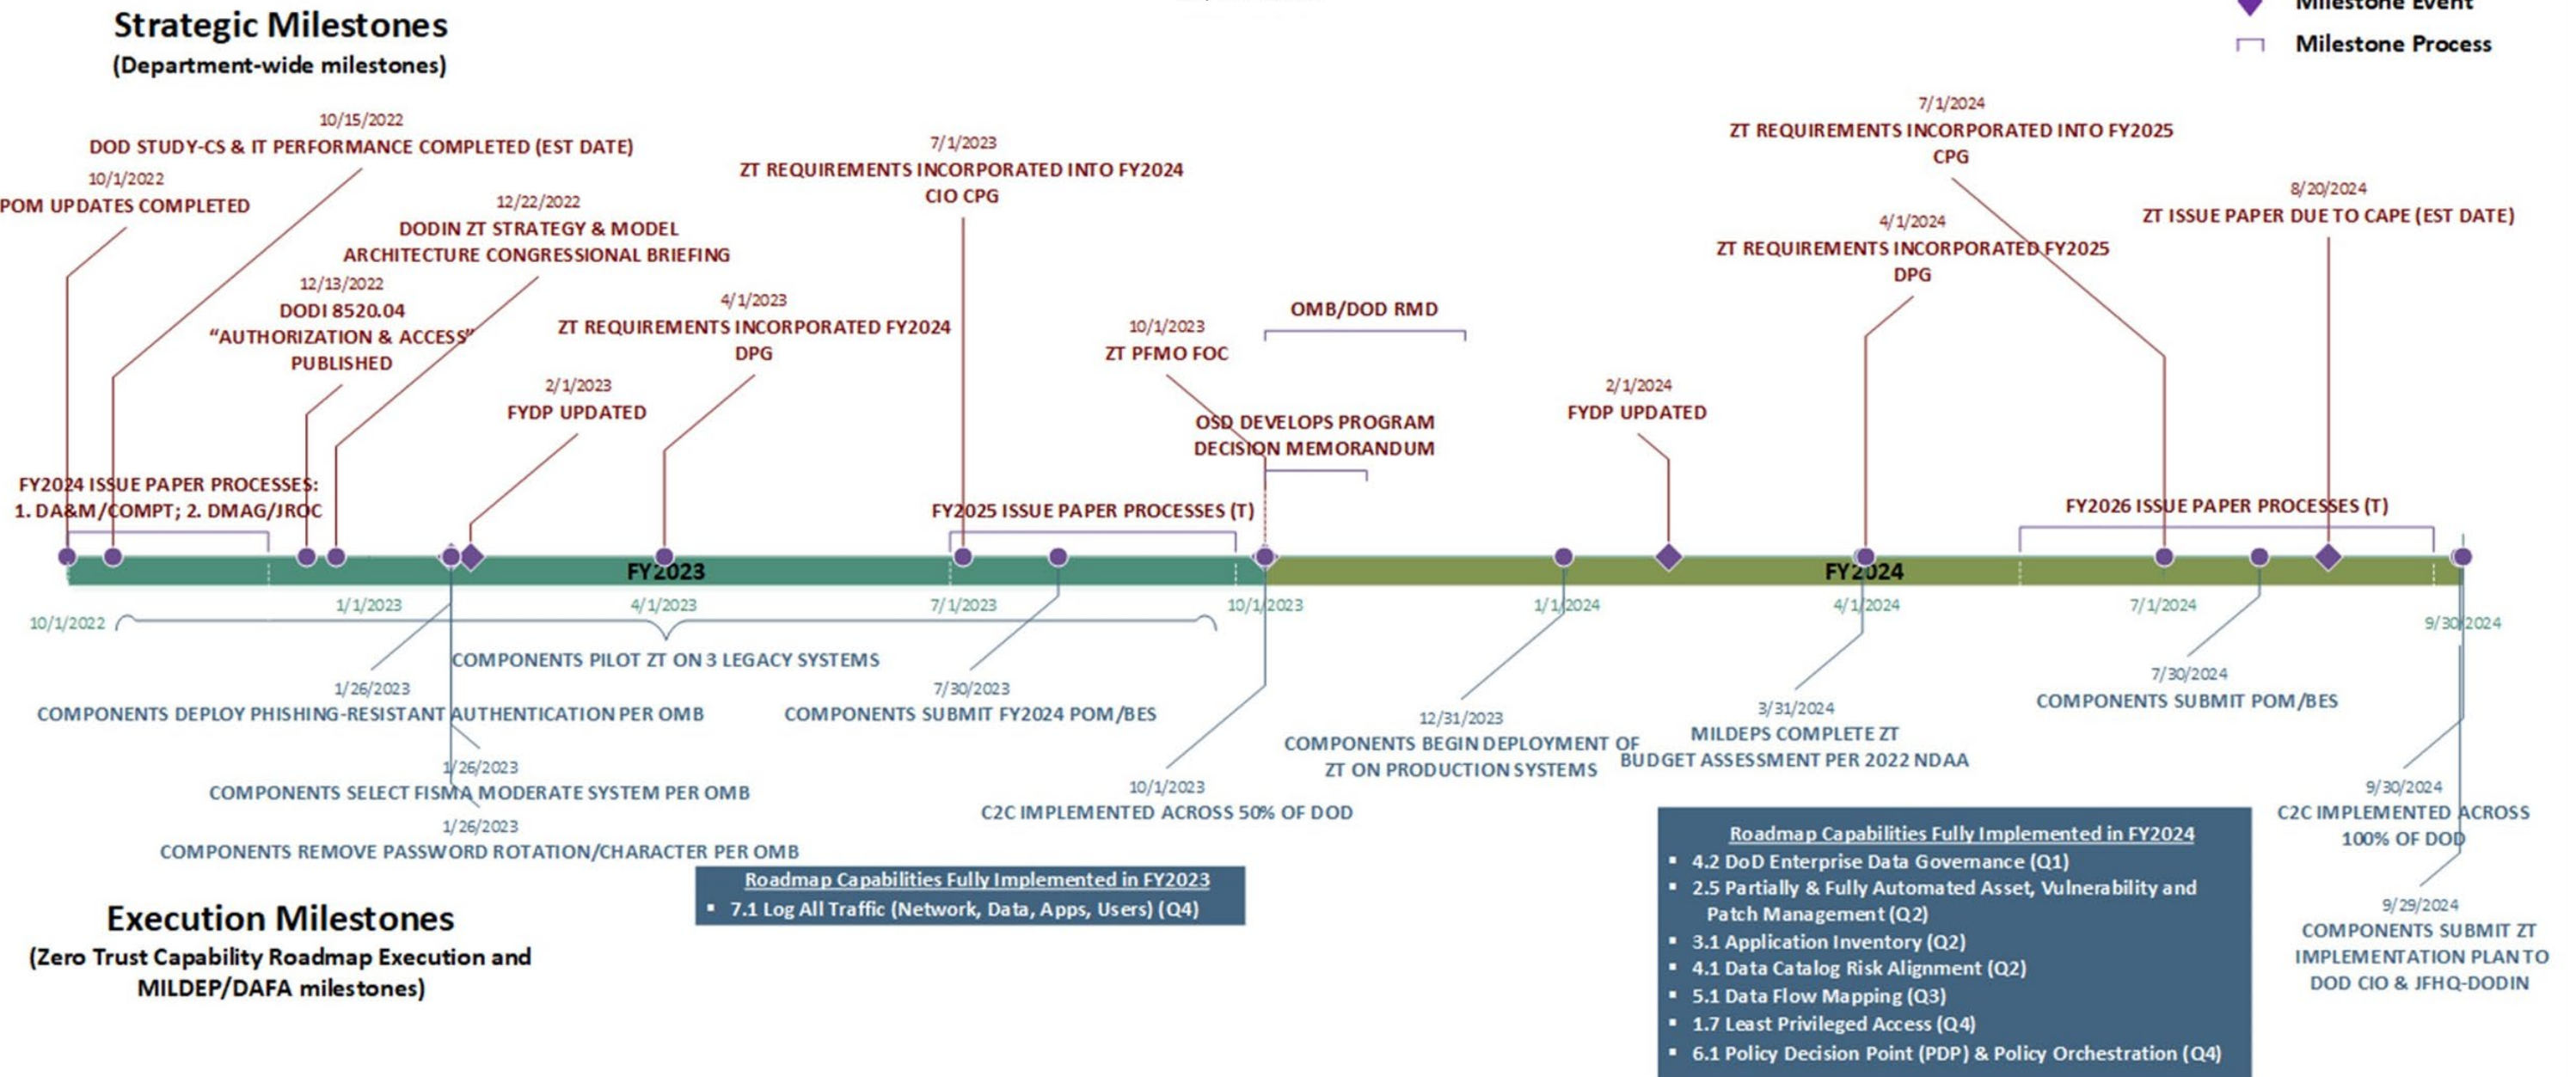 Strategic Milestones
(Department-wide milestones)
Milestone Event
Milestone Process
10/15/2022
DOD STUDY-CS & IT PERFORMANCE COMPLETED (EST DATE)
10/1/2022
POM UPDATES COMPLETED
12/22/2022
DODIN ZT STRATEGY & MODEL
ARCHITECTURE CONGRESSIONAL BRIEFING
12/13/2022
DODI 8520.04
“AUTHORIZATION & ACCESS”
PUBLISHED
2/1/2023
FYDP UPDATED
4/1/2023
ZT REQUIREMENTS INCORPORATED FY2024
DPG
7/1/2023
ZT REQUIREMENTS INCORPORATED INTO FY2024
CIO CPG
10/1/2023
ZT PFMO FOC
OMB/DOD RMD
OSD DEVELOPS PROGRAM
DECISION MEMORANDUM
2/1/2024
FYDP UPDATED
7/1/2024
ZT REQUIREMENTS INCORPORATED INTO FY2025
CPG
4/1/2024
ZT REQUIREMENTS INCORPORATED FY2025
DPG
8/20/2024
ZT ISSUE PAPER DUE TO CAPE (EST DATE)
FY2024 ISSUE PAPER PROCESSES:
1. DA&M/COMPT; 2. DMAG/JROC
FY2025 ISSUE PAPER PROCESSES (T)
FY2026 ISSUE PAPER PROCESSES (T)
FY2023
FY2024
10/1/2022
1/1/2023
4/1/2023
7/1/2023
10/1/2023
1/1/2024
4/1/2024
7/1/2024
9/30/2024
COMPONENTS PILOT ZT ON 3 LEGACY SYSTEMS
1/26/2023
COMPONENTS DEPLOY PHISHING-RESISTANT AUTHENTICATION PER OMB
1/26/2023
COMPONENTS SELECT FISMA MODERATE SYSTEM PER OMB
1/26/2023
COMPONENTS REMOVE PASSWORD ROTATION/CHARACTER PER OMB
7/30/2023
COMPONENTS SUBMIT FY2024 POM/BES
10/1/2023
C2C IMPLEMENTED ACROSS 50% OF DOD
12/31/2023
COMPONENTS BEGIN DEPLOYMENT OF
ZT ON PRODUCTION SYSTEMS
3/31/2024
MILDEPS COMPLETE ZT
BUDGET ASSESSMENT PER 2022 NDAA
7/30/2024
COMPONENTS SUBMIT POM/BES
9/30/2024
C2C IMPLEMENTED ACROSS
100% OF DOD
9/29/2024
COMPONENTS SUBMIT ZT
IMPLEMENTATION PLAN TO
DOD CIO & JFHQ-DODIN
Execution Milestones
(Zero Trust Capability Roadmap Execution and
MILDEP/DAFA milestones)
Roadmap Capabilities Fully Implemented in FY2023
▪ 7.1 Log All Traffic (Network, Data, Apps, Users) (Q4)
Roadmap Capabilities Fully Implemented in FY2024
▪ 4.2 DoD Enterprise Data Governance (Q1)
▪ 2.5 Partially & Fully Automated Asset, Vulnerability and
Patch Management (Q2)
▪ 3.1 Application Inventory (Q2)
▪ 4.1 Data Catalog Risk Alignment (Q2)
▪ 5.1 Data Flow Mapping (Q3)
▪ 1.7 Least Privileged Access (Q4)
▪ 6.1 Policy Decision Point (PDP) & Policy Orchestration (Q4)